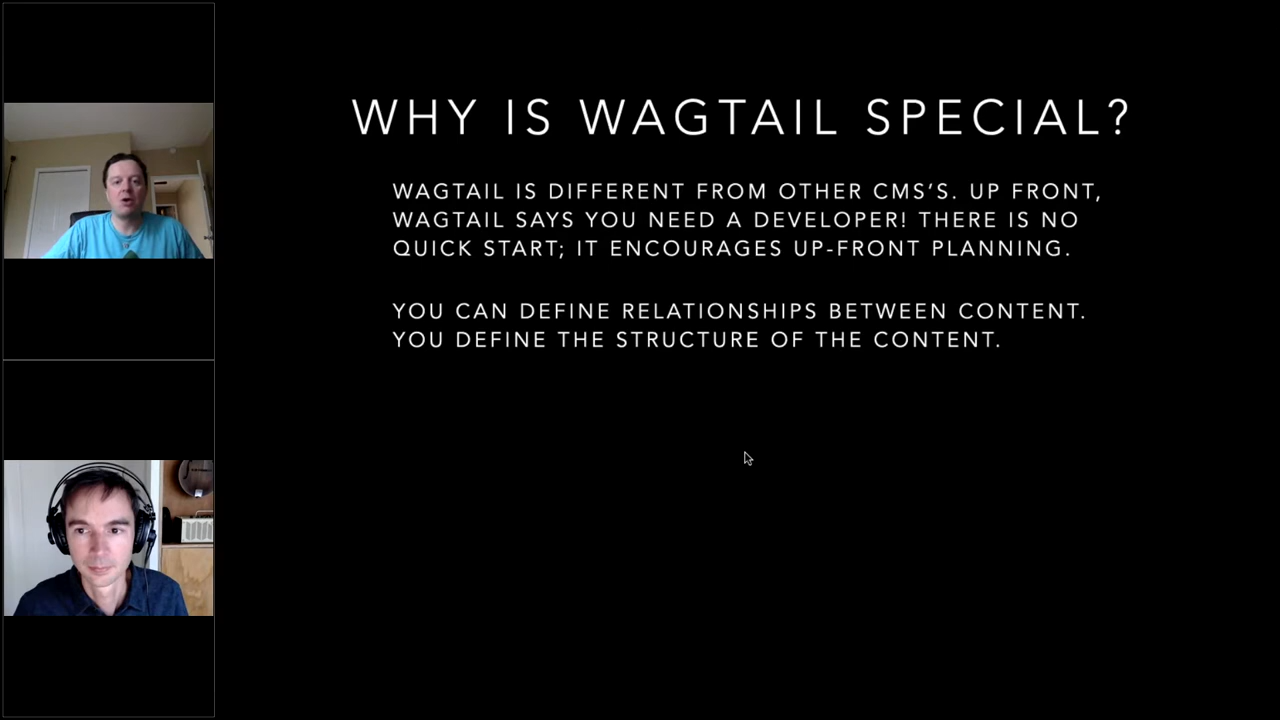 WHY IS WAGTAIL SPECIAL?
WAGTAIL IS DIFFERENT FROM OTHER CMS’S. UP FRONT,
WAGTAIL SAYS YOU NEED A DEVELOPER! THERE IS NO
QUICK START; IT ENCOURAGES UP-FRONT PLANNING.
YOU CAN DEFINE RELATIONSHIPS BETWEEN CONTENT.
YOU DEFINE THE STRUCTURE OF THE CONTENT.